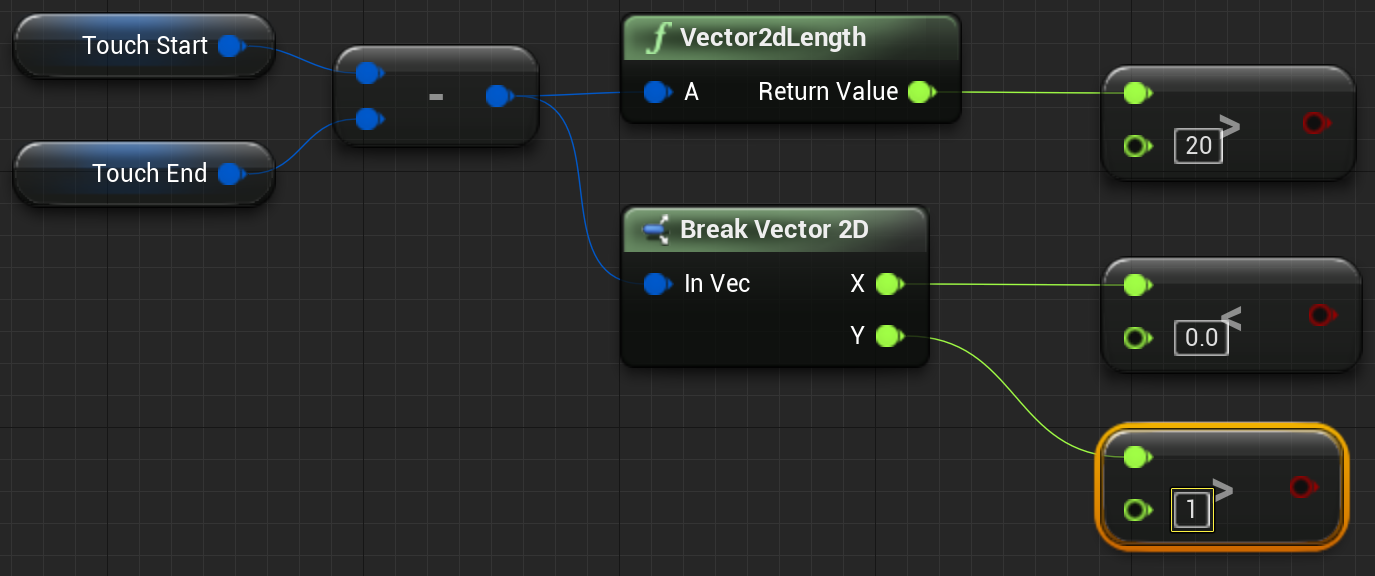 Touch Start
-
Touch End
f Vector2dLength
A Return Value
>
20
Break Vector 2D
In Vec X
Y
<
0.0
>
1